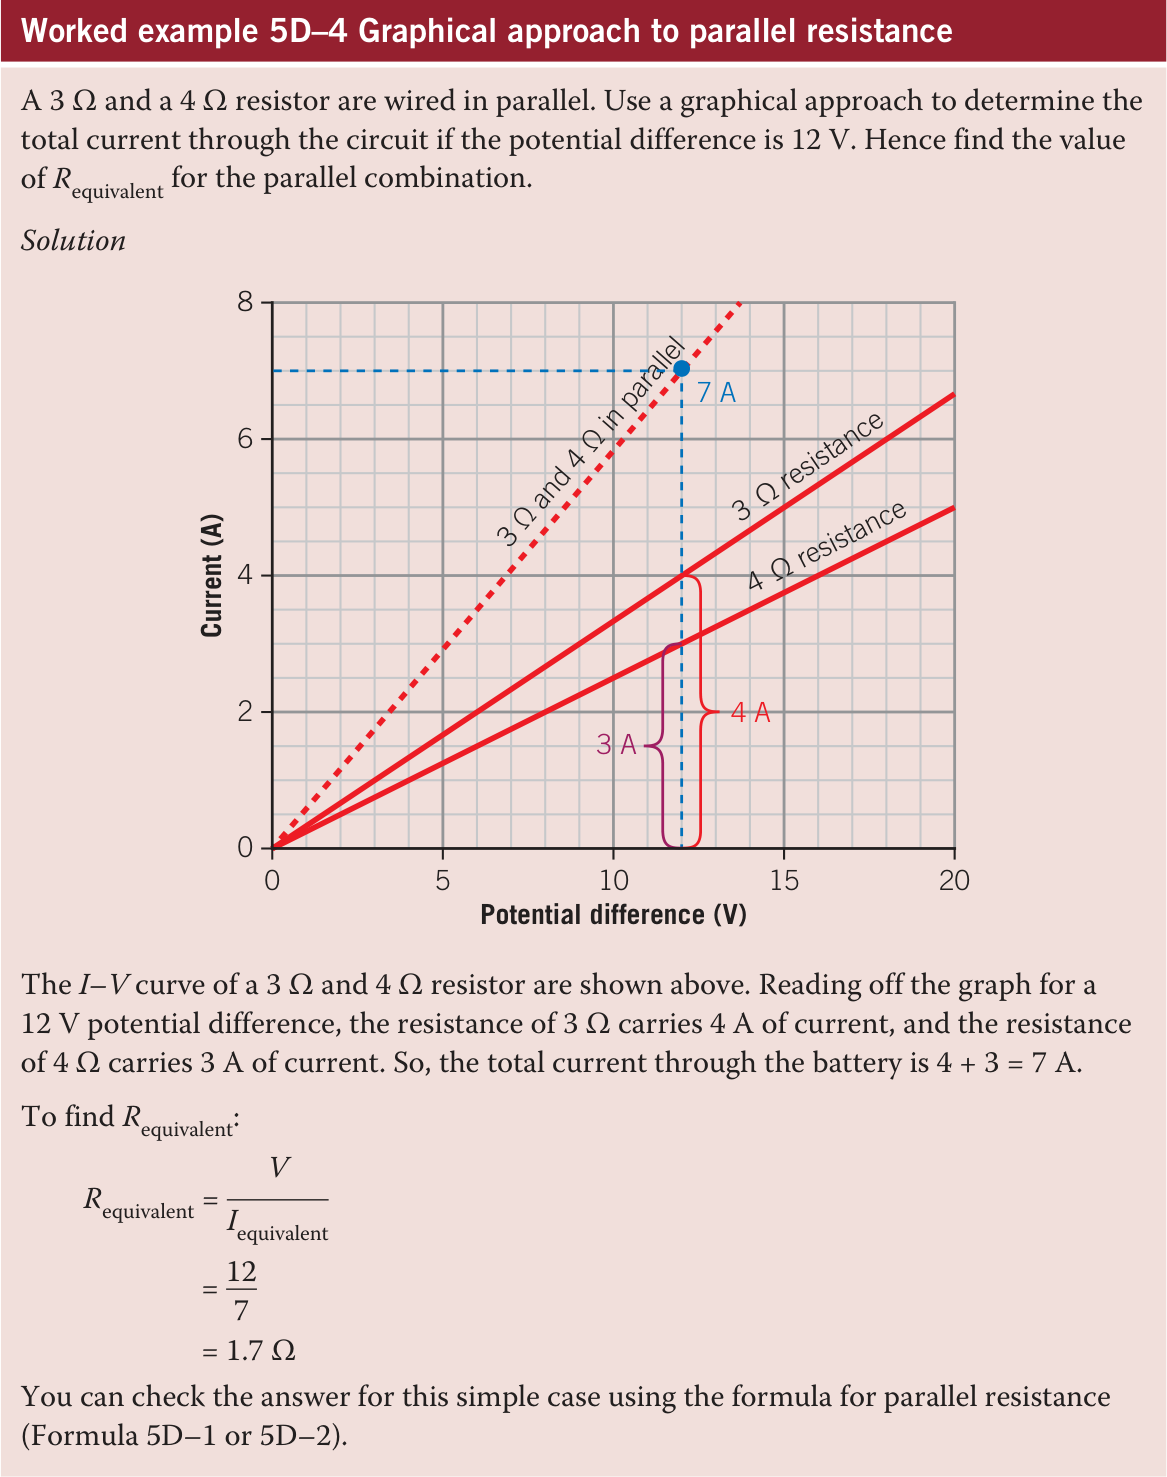 Worked example 5D–4 Graphical approach to parallel resistance
A 3 Ω and a 4 Ω resistor are wired in parallel. Use a graphical approach to determine the
total current through the circuit if the potential difference is 12 V. Hence find the value
of R_equivalent for the parallel combination.
Solution
8
6
4
2
0
Current (A)
3 Ω and 4 Ω in parallel
7 A
3 Ω resistance
4 Ω resistance
4 A
3 A
0 5 10 15 20
Potential difference (V)
The I–V curve of a 3 Ω and 4 Ω resistor are shown above. Reading off the graph for a
12 V potential difference, the resistance of 3 Ω carries 4 A of current, and the resistance
of 4 Ω carries 3 A of current. So, the total current through the battery is 4 + 3 = 7 A.
To find R_equivalent:
R_equivalent = V / I_equivalent
= 12 / 7
= 1.7 Ω
You can check the answer for this simple case using the formula for parallel resistance
(Formula 5D–1 or 5D–2).